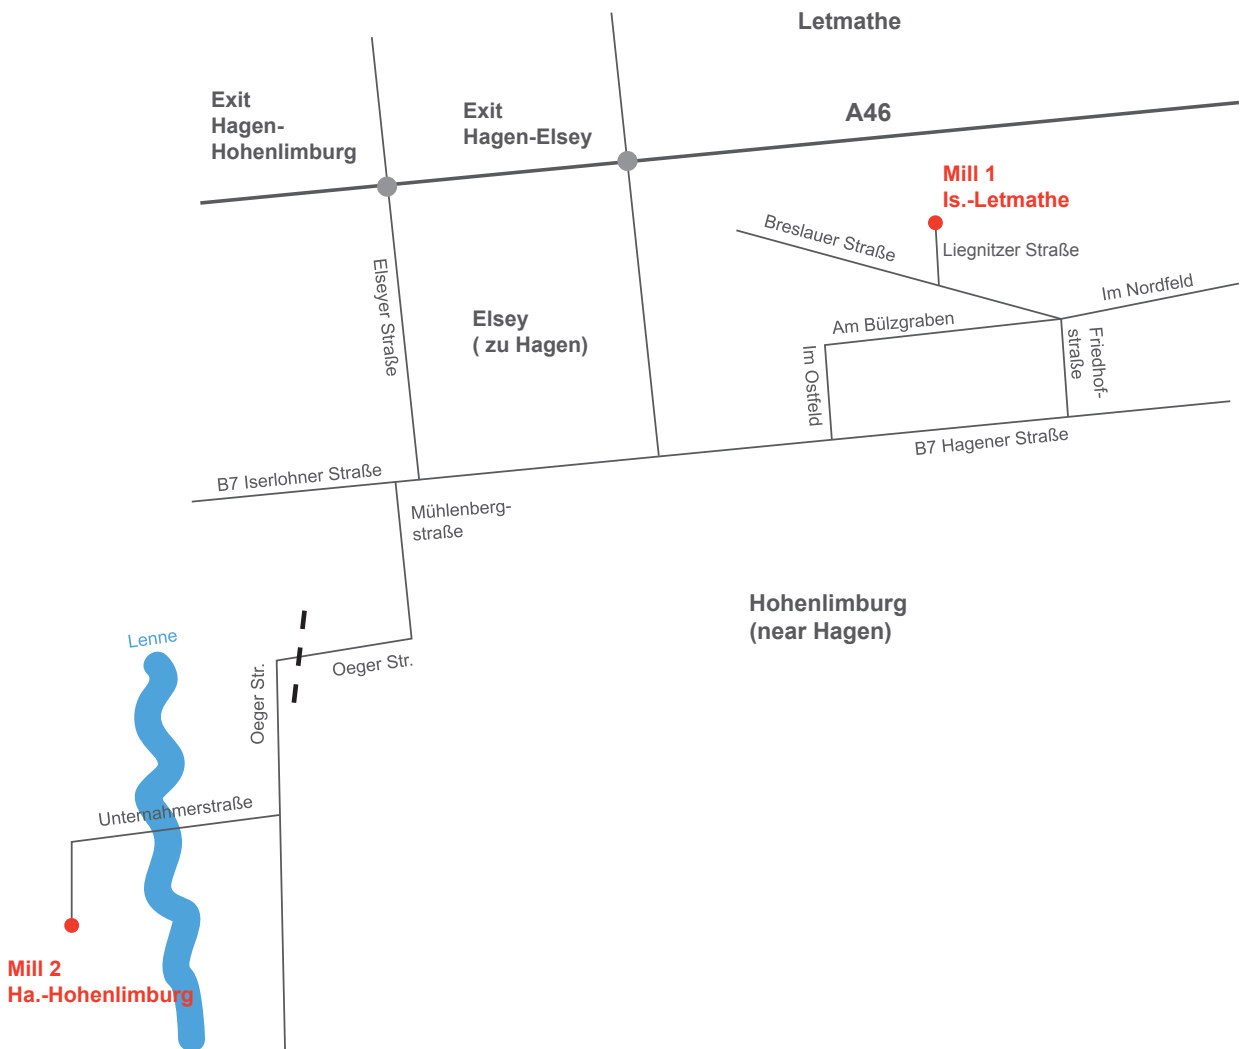 Letmathe
Exit
Hagen-
Hohenlimburg
Exit
Hagen-Elsey
A46
Mill 1
Is.-Letmathe
Breslauer Straße
Liegnitzer Straße
Im Nordfeld
Elseyer Straße
Elsey
( zu Hagen)
Am Bülzgraben
Im Ostfeld
Friedhof-
straße
B7 Hagener Straße
B7 Iserlohner Straße
Mühlenberg-
straße
Hohenlimburg
(near Hagen)
Lenne
Oeger Str.
Oeger Str.
Unternahmerstraße
Mill 2
Ha.-Hohenlimburg